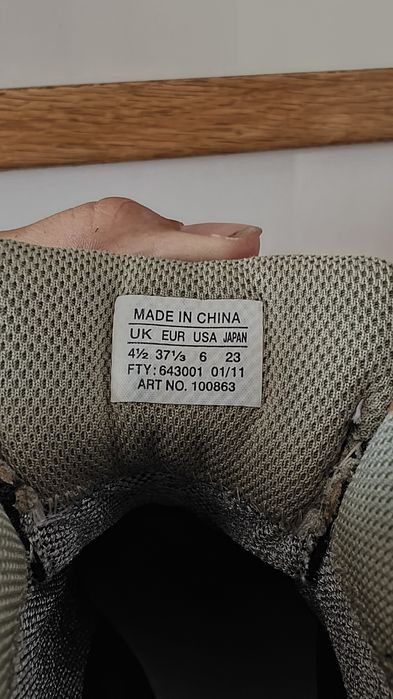 MADE IN CHINA
UK EUR USA JAPAN
4½ 37⅓ 6 23
FTY: 643001 01/11
ART NO. 100863